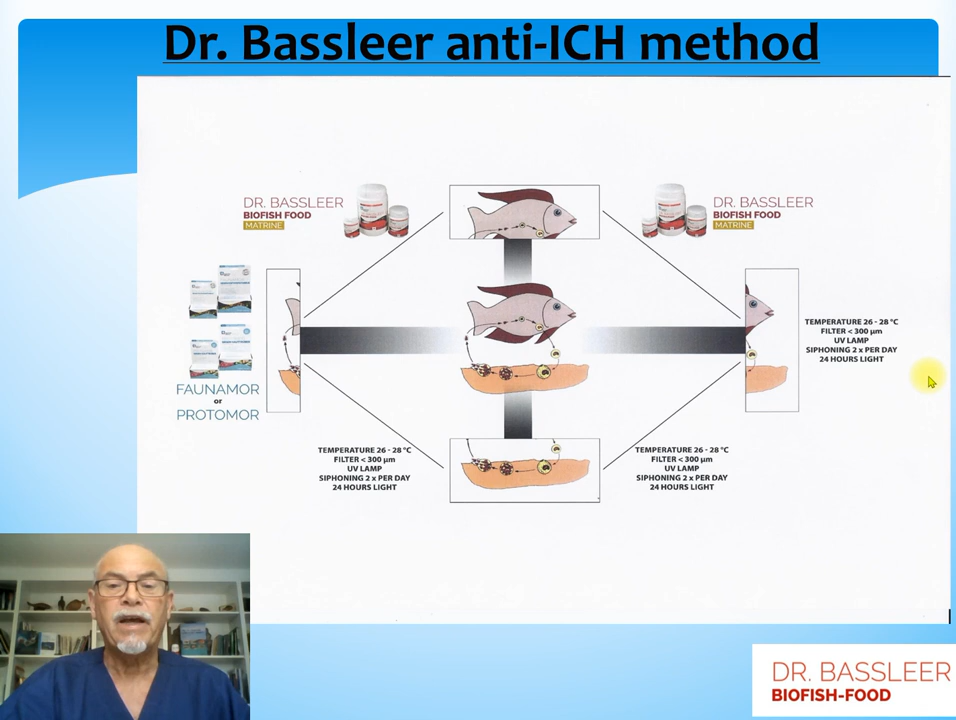 Dr. Bassleer anti-ICH method
DR. BASSLEER
BIOFISH FOOD
MATRINE
DR. BASSLEER
BIOFISH FOOD
MATRINE
FAUNAMOR
or
PROTOMOR
TEMPERATURE 26 - 28 °C
FILTER < 300 µm
UV LAMP
SIPHONING 2 x PER DAY
24 HOURS LIGHT
TEMPERATURE 26 - 28 °C
FILTER < 300 µm
UV LAMP
SIPHONING 2 x PER DAY
24 HOURS LIGHT
TEMPERATURE 26 - 28 °C
FILTER < 300 µm
UV LAMP
SIPHONING 2 x PER DAY
24 HOURS LIGHT
DR. BASSLEER
BIOFISH-FOOD